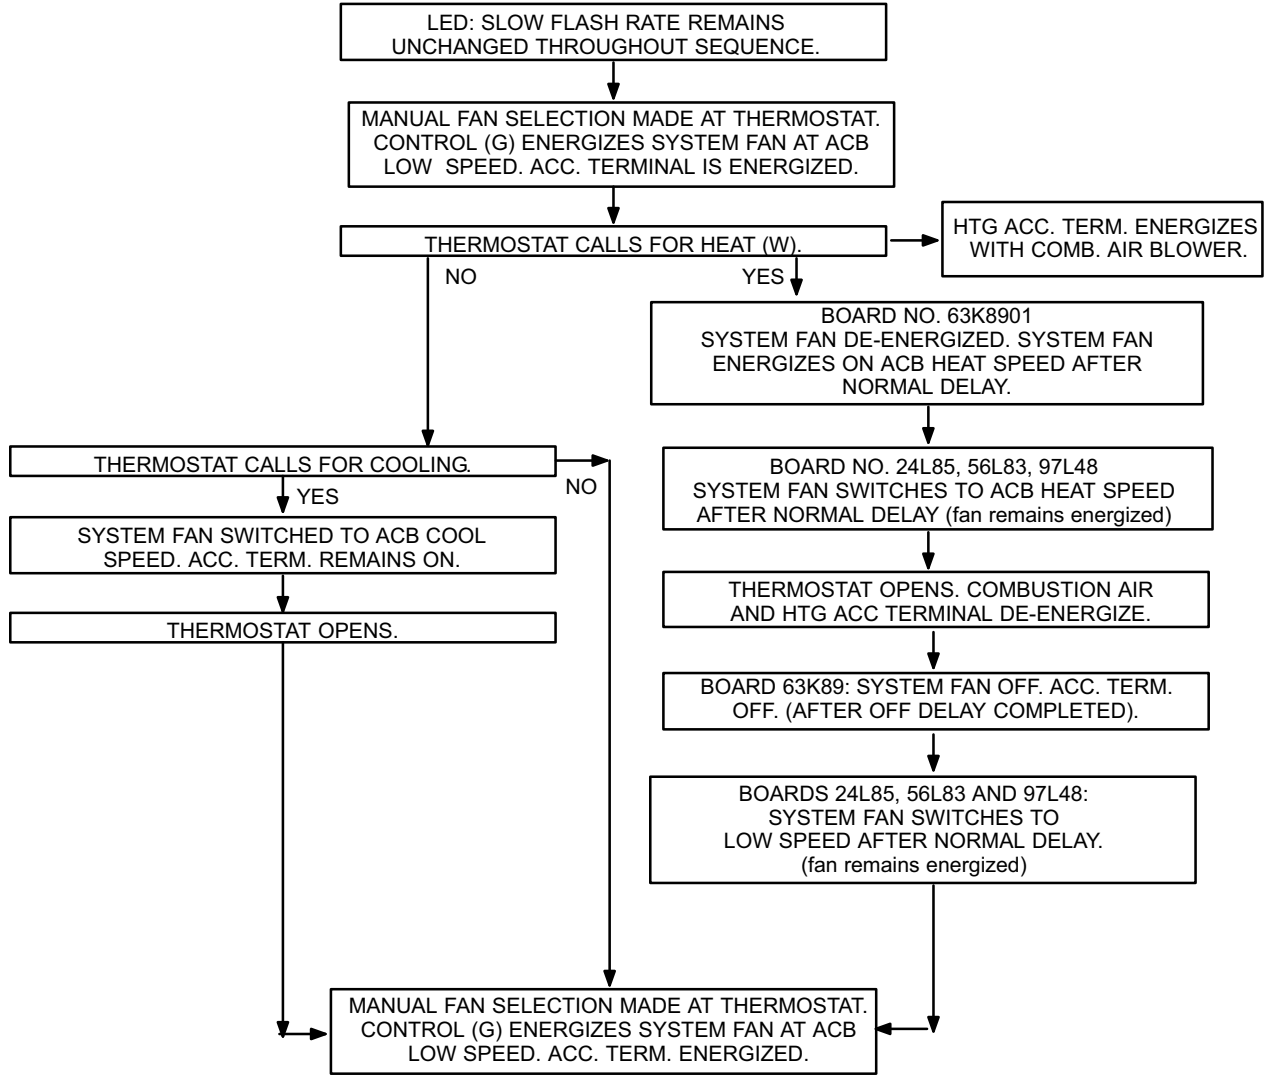 LED: SLOW FLASH RATE REMAINS
UNCHANGED THROUGHOUT SEQUENCE.
MANUAL FAN SELECTION MADE AT THERMOSTAT.
CONTROL (G) ENERGIZES SYSTEM FAN AT ACB
LOW SPEED. ACC. TERMINAL IS ENERGIZED.
THERMOSTAT CALLS FOR HEAT (W).
HTG ACC. TERM. ENERGIZES
WITH COMB. AIR BLOWER.
NO
YES
BOARD NO. 63K8901
SYSTEM FAN DE-ENERGIZED. SYSTEM FAN
ENERGIZES ON ACB HEAT SPEED AFTER
NORMAL DELAY.
THERMOSTAT CALLS FOR COOLING.
NO
YES
SYSTEM FAN SWITCHED TO ACB COOL
SPEED. ACC. TERM. REMAINS ON.
THERMOSTAT OPENS.
BOARD NO. 24L85, 56L83, 97L48
SYSTEM FAN SWITCHES TO ACB HEAT SPEED
AFTER NORMAL DELAY (fan remains energized)
THERMOSTAT OPENS. COMBUSTION AIR
AND HTG ACC TERMINAL DE-ENERGIZE.
BOARD 63K89: SYSTEM FAN OFF. ACC. TERM.
OFF. (AFTER OFF DELAY COMPLETED).
BOARDS 24L85, 56L83 AND 97L48:
SYSTEM FAN SWITCHES TO
LOW SPEED AFTER NORMAL DELAY.
(fan remains energized)
MANUAL FAN SELECTION MADE AT THERMOSTAT.
CONTROL (G) ENERGIZES SYSTEM FAN AT ACB
LOW SPEED. ACC. TERM. ENERGIZED.